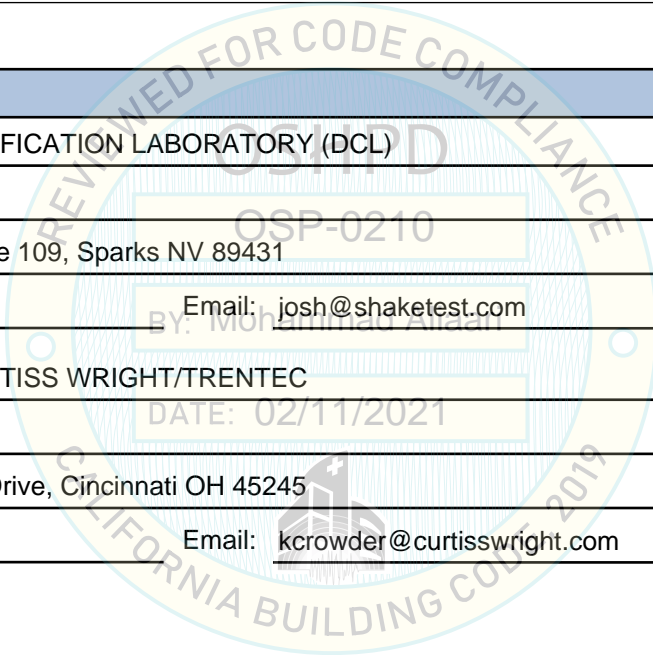 REVIEWED FOR CODE COMPLIANCE
FICATION LABORATORY (DCL)
OSHPD
OSP-0210
e 109, Sparks NV 89431
Email: josh@shaketest.com
BY: Mohammad
TISS WRIGHT/TRENTEC
DATE: 02/11/2021
Drive, Cincinnati OH 45245
Email: kcrowder@curtisswright.com
CALIFORNIA BUILDING CODE 2019